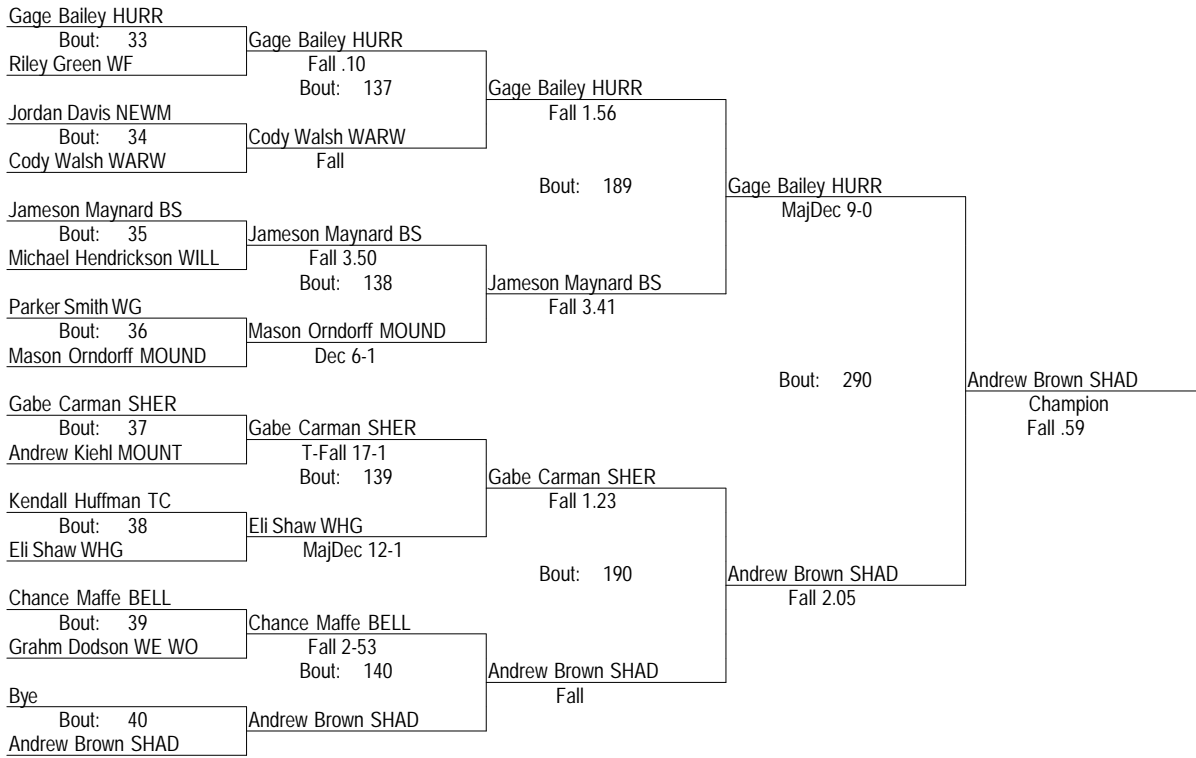 Gage Bailey HURR
Bout: 33
Riley Green WF
Jordan Davis NEWM
Bout: 34
Cody Walsh WARW
Jameson Maynard BS
Bout: 35
Michael Hendrickson WILL
Parker Smith WG
Bout: 36
Mason Orndorff MOUND
Gabe Carman SHER
Bout: 37
Andrew Kiehl MOUNT
Kendall Huffman TC
Bout: 38
Eli Shaw WHG
Chance Maffe BELL
Bout: 39
Grahm Dodson WE WO
Bye
Bout: 40
Andrew Brown SHAD
Gage Bailey HURR
Fall .10
Bout: 137
Cody Walsh WARW
Fall
Jameson Maynard BS
Fall 3.50
Bout: 138
Mason Orndorff MOUND
Dec 6-1
Gabe Carman SHER
T-Fall 17-1
Bout: 139
Eli Shaw WHG
MajDec 12-1
Chance Maffe BELL
Fall 2-53
Bout: 140
Andrew Brown SHAD
Gage Bailey HURR
Fall 1.56
Bout: 189
Jameson Maynard BS
Fall 3.41
Gabe Carman SHER
Fall 1.23
Bout: 190
Andrew Brown SHAD
Fall
Gage Bailey HURR
MajDec 9-0
Bout: 290
Andrew Brown SHAD
Fall 2.05
Andrew Brown SHAD
Champion
Fall .59